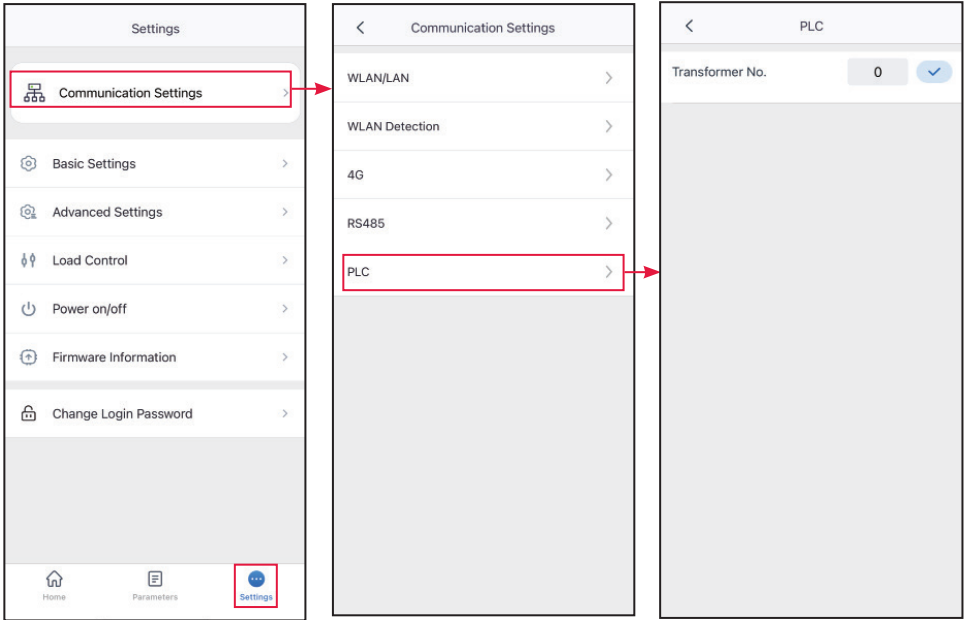 Settings
Communication Settings
Basic Settings
Advanced Settings
Load Control
Power on/off
Firmware Information
Change Login Password
Home
Parameters
Settings
Communication Settings
WLAN/LAN
WLAN Detection
4G
RS485
PLC
PLC
Transformer No.
0